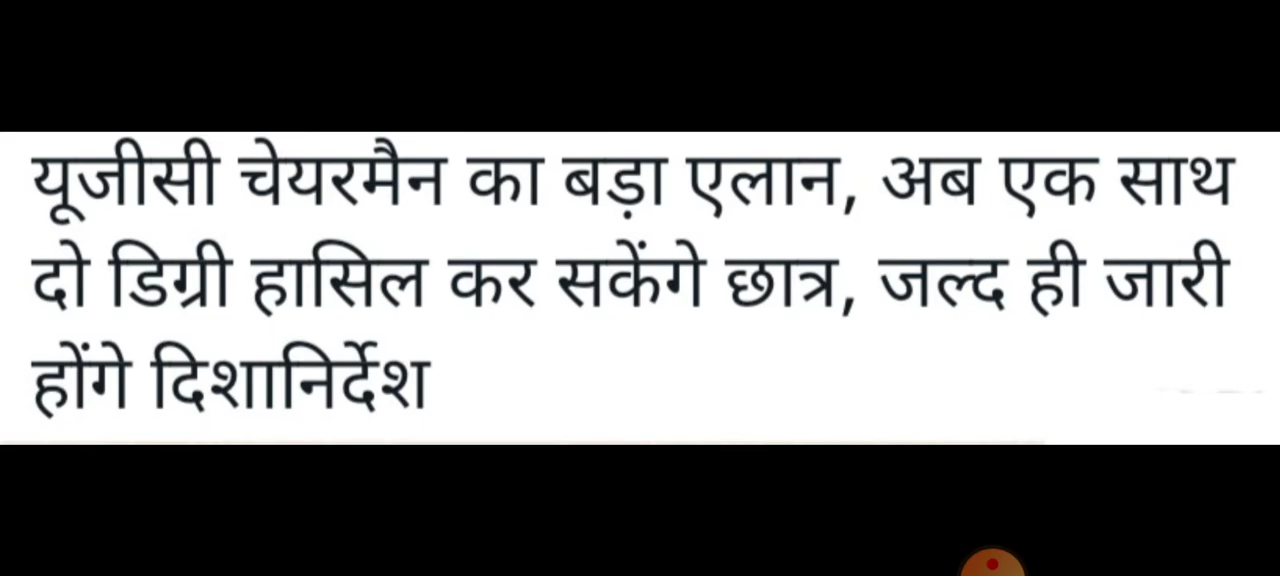 यूजीसी चेयरमैन का बड़ा एलान, अब एक साथ
दो डिग्री हासिल कर सकेंगे छात्र, जल्द ही जारी
होंगे दिशानिर्देश